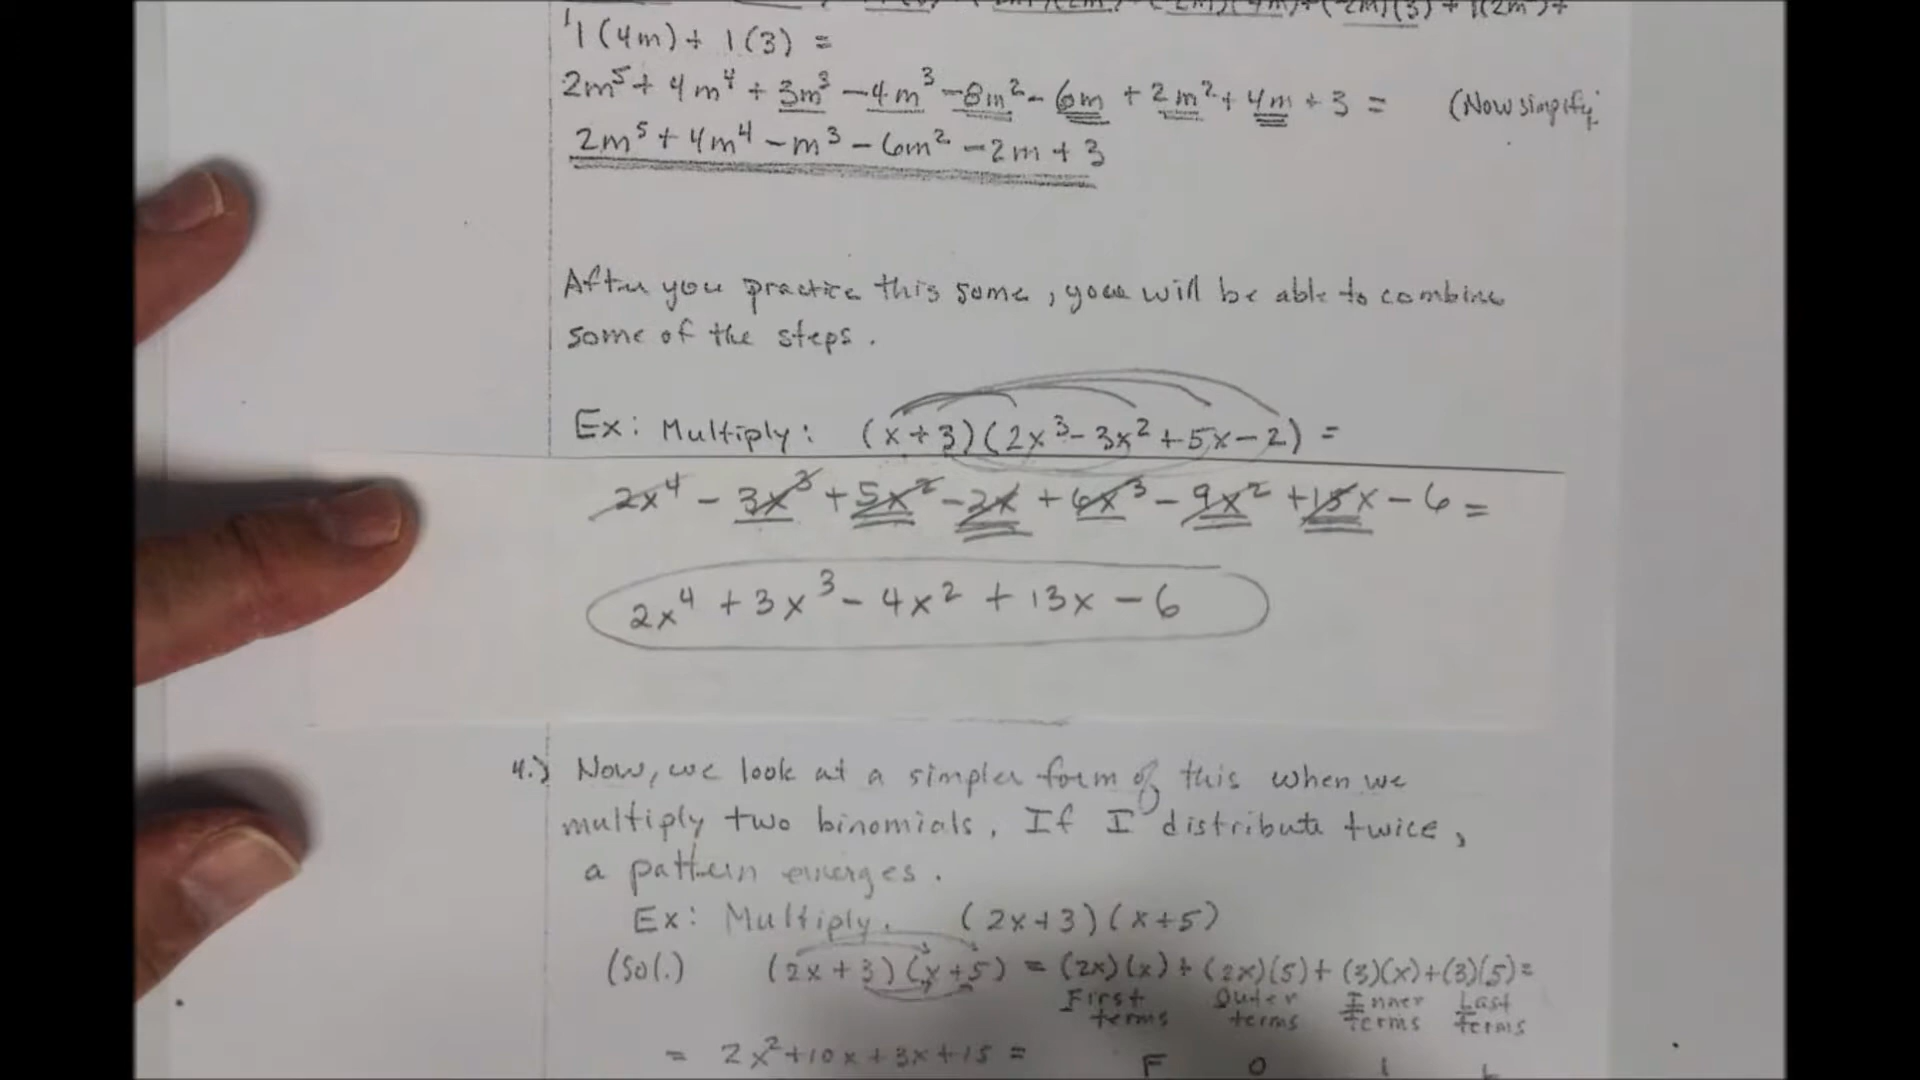 1(4m) + 1(3) =
2m⁵ + 4m⁴ + 3m³ - 4m³ - 8m² - 6m + 2m² + 4m + 3 = (Now simpify
2m⁵ + 4m⁴ - m³ - 6m² - 2m + 3
After you practice this some, you will be able to combine
some of the steps.
Ex: Multiply: (x+3)(2x³-3x²+5x-2) =
2x⁴ - 3x³ + 5x² - 2x + 6x³ - 9x² + 15x - 6 =
2x⁴ + 3x³ - 4x² + 13x - 6
4.) Now, we look at a simpler form of this when we
multiply two binomials. If I distribute twice,
a pattern emerges.
Ex: Multiply. (2x+3)(x+5)
(Sol.) (2x+3)(x+5) = (2x)(x) + (2x)(5) + (3)(x) + (3)(5) =
First Outer Inner Last
terms terms terms terms
= 2x² + 10x + 3x + 15 = F O I L